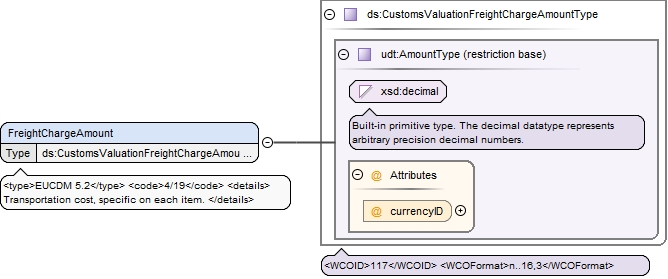 ds:CustomsValuationFreightChargeAmountType
udt:AmountType (restriction base)
xsd:decimal
Built-in primitive type. The decimal datatype represents
arbitrary precision decimal numbers.
FreightChargeAmount
Type ds:CustomsValuationFreightChargeAmou ...
<type>EUCDM 5.2</type> <code>4/19</code> <details>
Transportation cost, specific on each item. </details>
@ Attributes
@ currencyID
<WCOID>117</WCOID> <WCOFormat>n..16,3</WCOFormat>